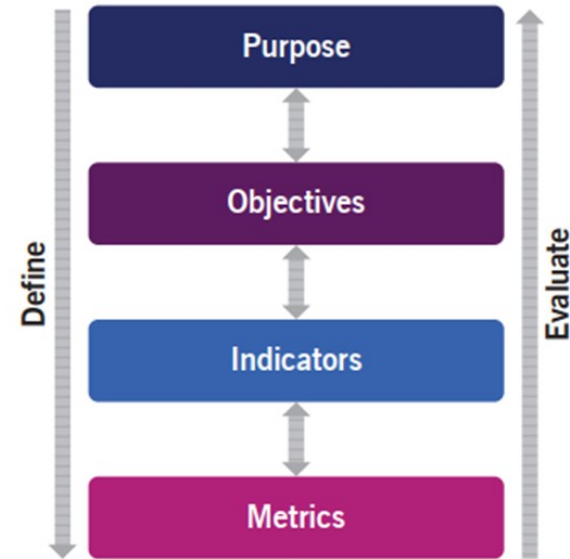 Purpose
Objectives
Indicators
Metrics
Define
Evaluate